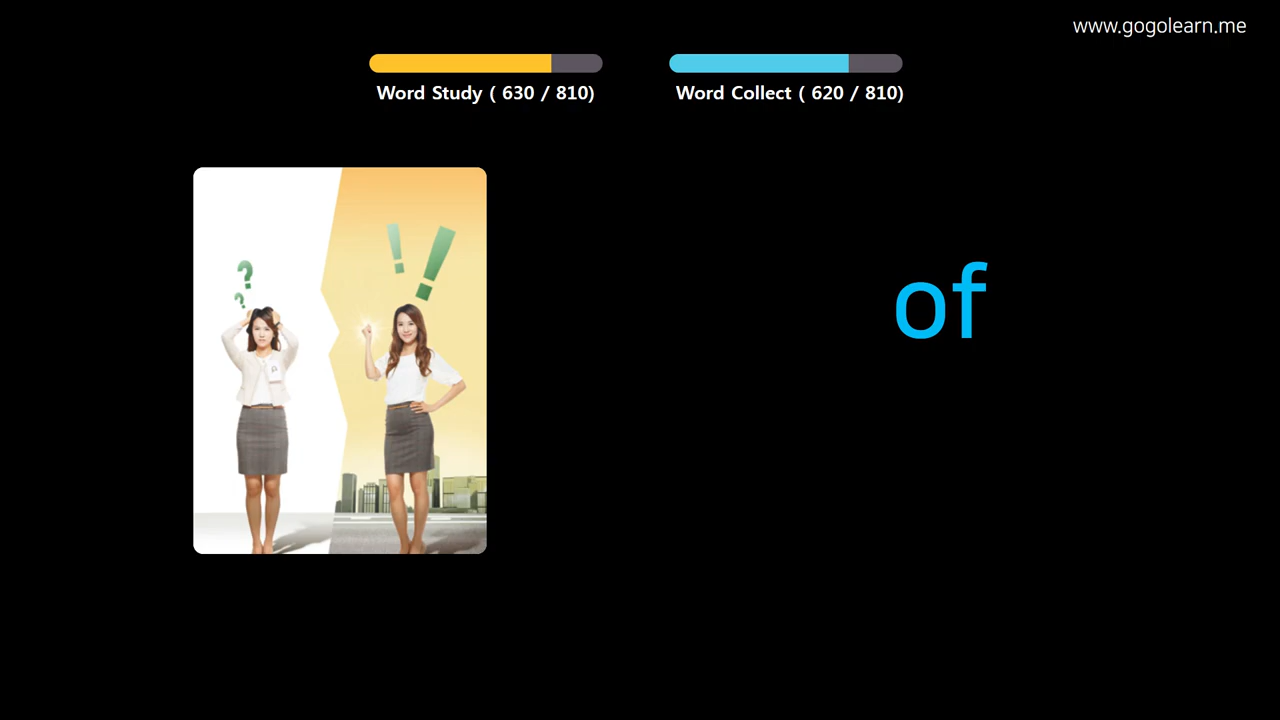 www.gogolearn.me
Word Study ( 630 / 810)
Word Collect ( 620 / 810)
? ?
! !
of